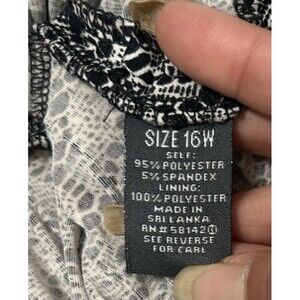 SIZE 16W
SELF:
95% POLYESTER
5% SPANDEX
LINING:
100% POLYESTER
MADE IN
SRI LANKA
RN# 58142
SEE REVERSE
FOR CARE